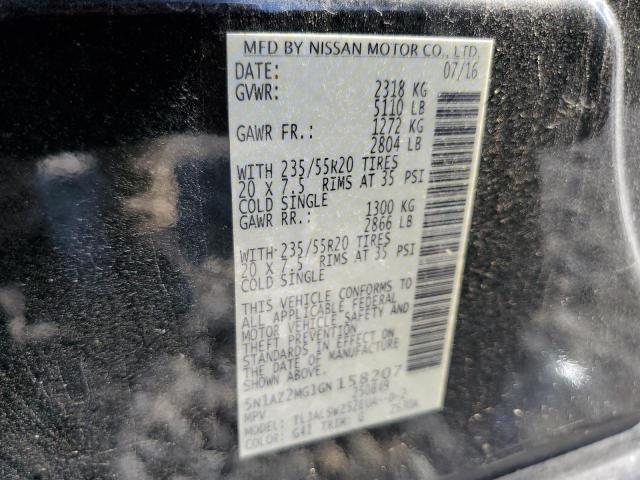 MFD BY NISSAN MOTOR CO., LTD.
DATE: 07/16
GVWR: 2318 KG
5110 LB
GAWR FR.: 1272 KG
2804 LB
WITH 235/55R20 TIRES
20 X 7.5 RIMS AT 35 PSI
COLD SINGLE
GAWR RR.: 1300 KG
2866 LB
WITH 235/55R20 TIRES
20 X 7.5 RIMS AT 35 PSI
COLD SINGLE
THIS VEHICLE CONFORMS TO
ALL APPLICABLE FEDERAL
MOTOR VEHICLE SAFETY AND
THEFT PREVENTION
STANDARDS IN EFFECT ON
THE DATE OF MANUFACTURE
SHOWN ABOVE.
5N1AZ2MG1GN158207
MPV
MODEL:
COLOR: G41 TRIM: G